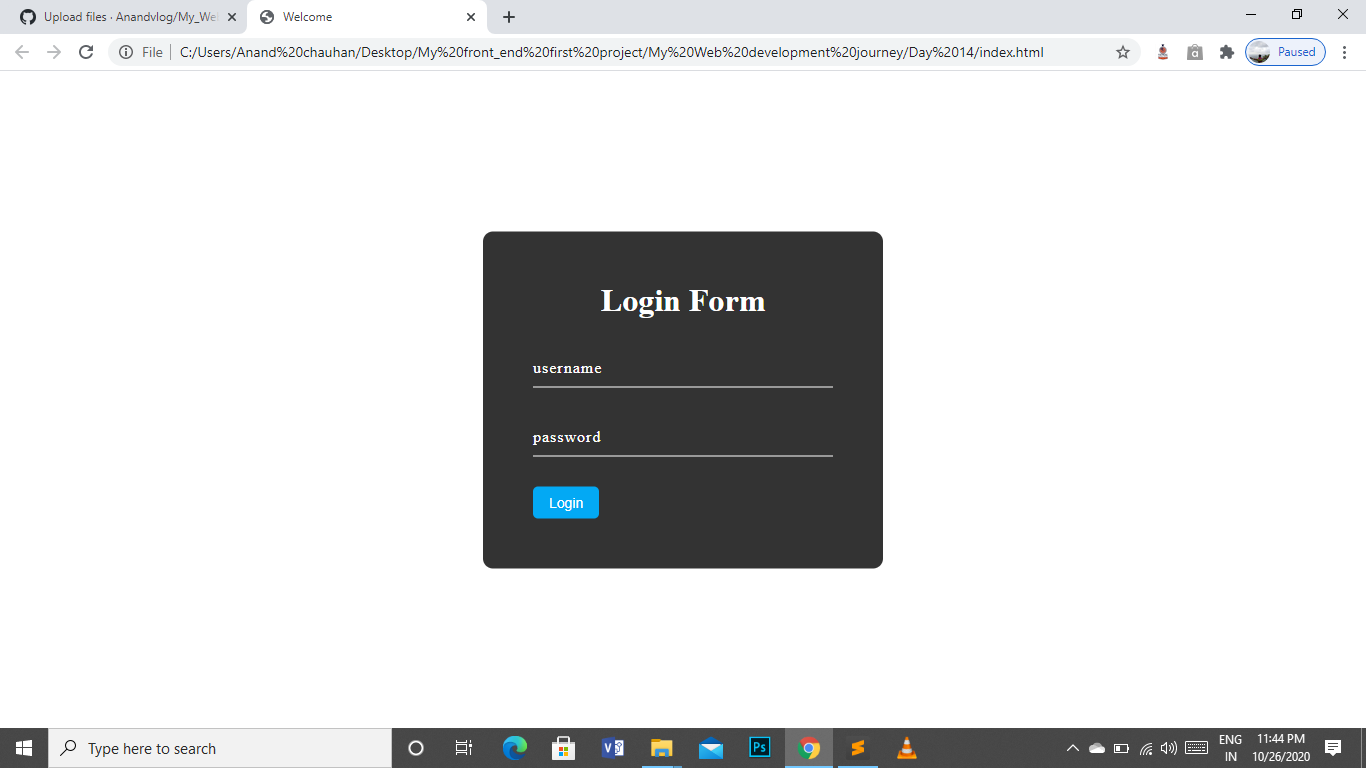 Upload files · Anandvlog/My_We
Welcome
File
C:/Users/Anand%20chauhan/Desktop/My%20front_end%20first%20project/My%20Web%20development%20journey/Day%2014/index.html
Paused
Login Form
username
password
Login
Type here to search
Ps
ENG
IN
11:44 PM
10/26/2020